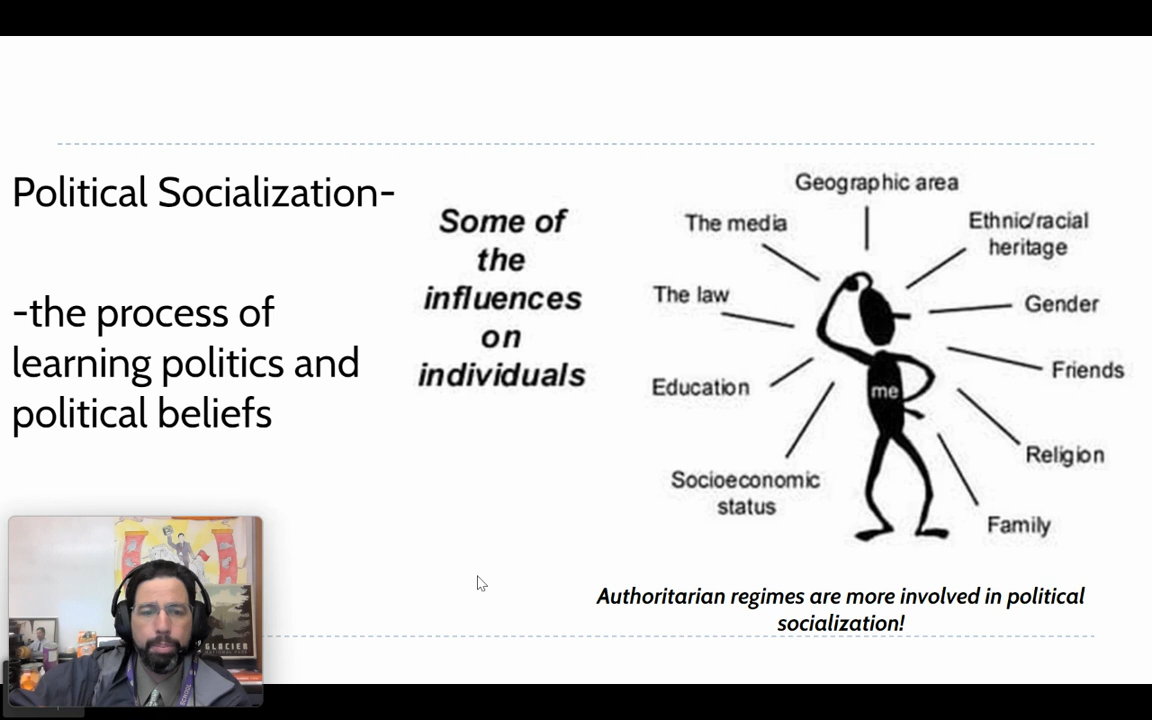 Political Socialization-
-the process of
learning politics and
political beliefs
Some of
the
influences
on
individuals
Geographic area
The media
Ethnic/racial
heritage
The law
Gender
Education
Friends
me
Socioeconomic
status
Religion
Family
Authoritarian regimes are more involved in political
socialization!
GLACIER